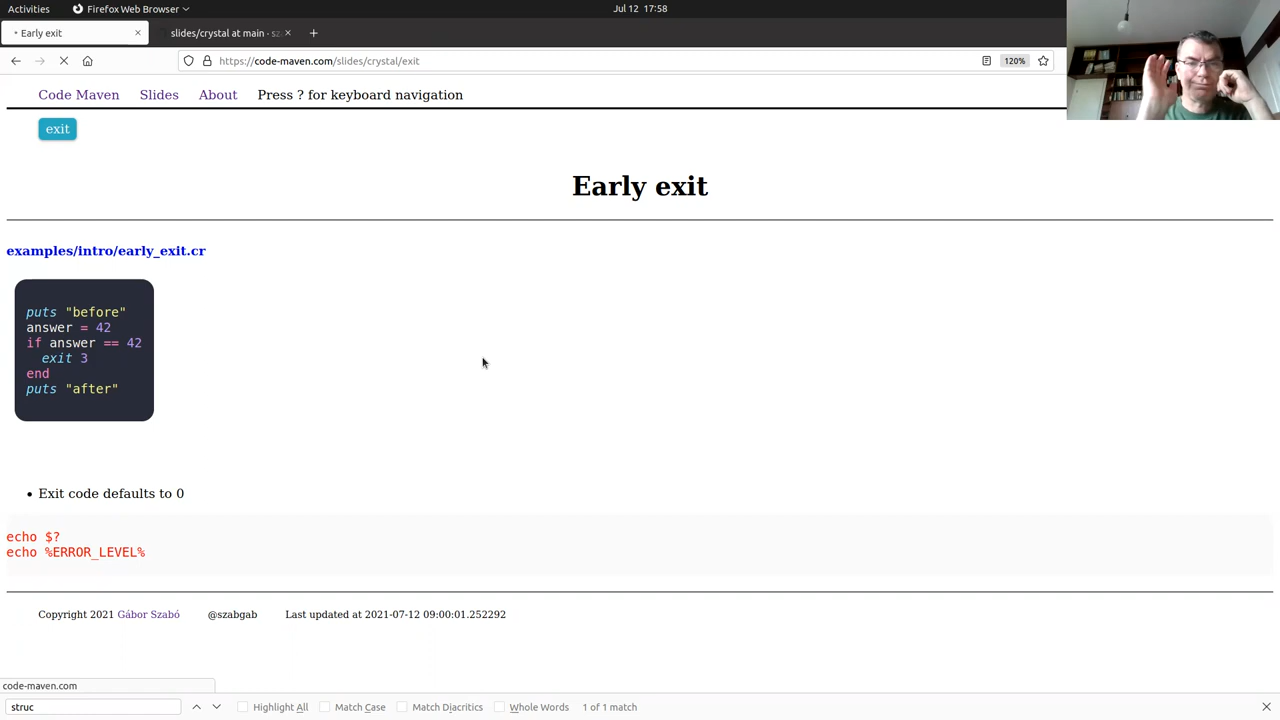 Activities Firefox Web Browser Jul 12 17:58
Early exit slides/crystal at main · sz
https://code-maven.com/slides/crystal/exit 120%
Code Maven Slides About Press ? for keyboard navigation
exit
Early exit
examples/intro/early_exit.cr
puts "before"
answer = 42
if answer == 42
exit 3
end
puts "after"
• Exit code defaults to 0
echo $?
echo %ERROR_LEVEL%
Copyright 2021 Gábor Szabó @szabgab Last updated at 2021-07-12 09:00:01.252292
code-maven.com
struc Highlight All Match Case Match Diacritics Whole Words 1 of 1 match